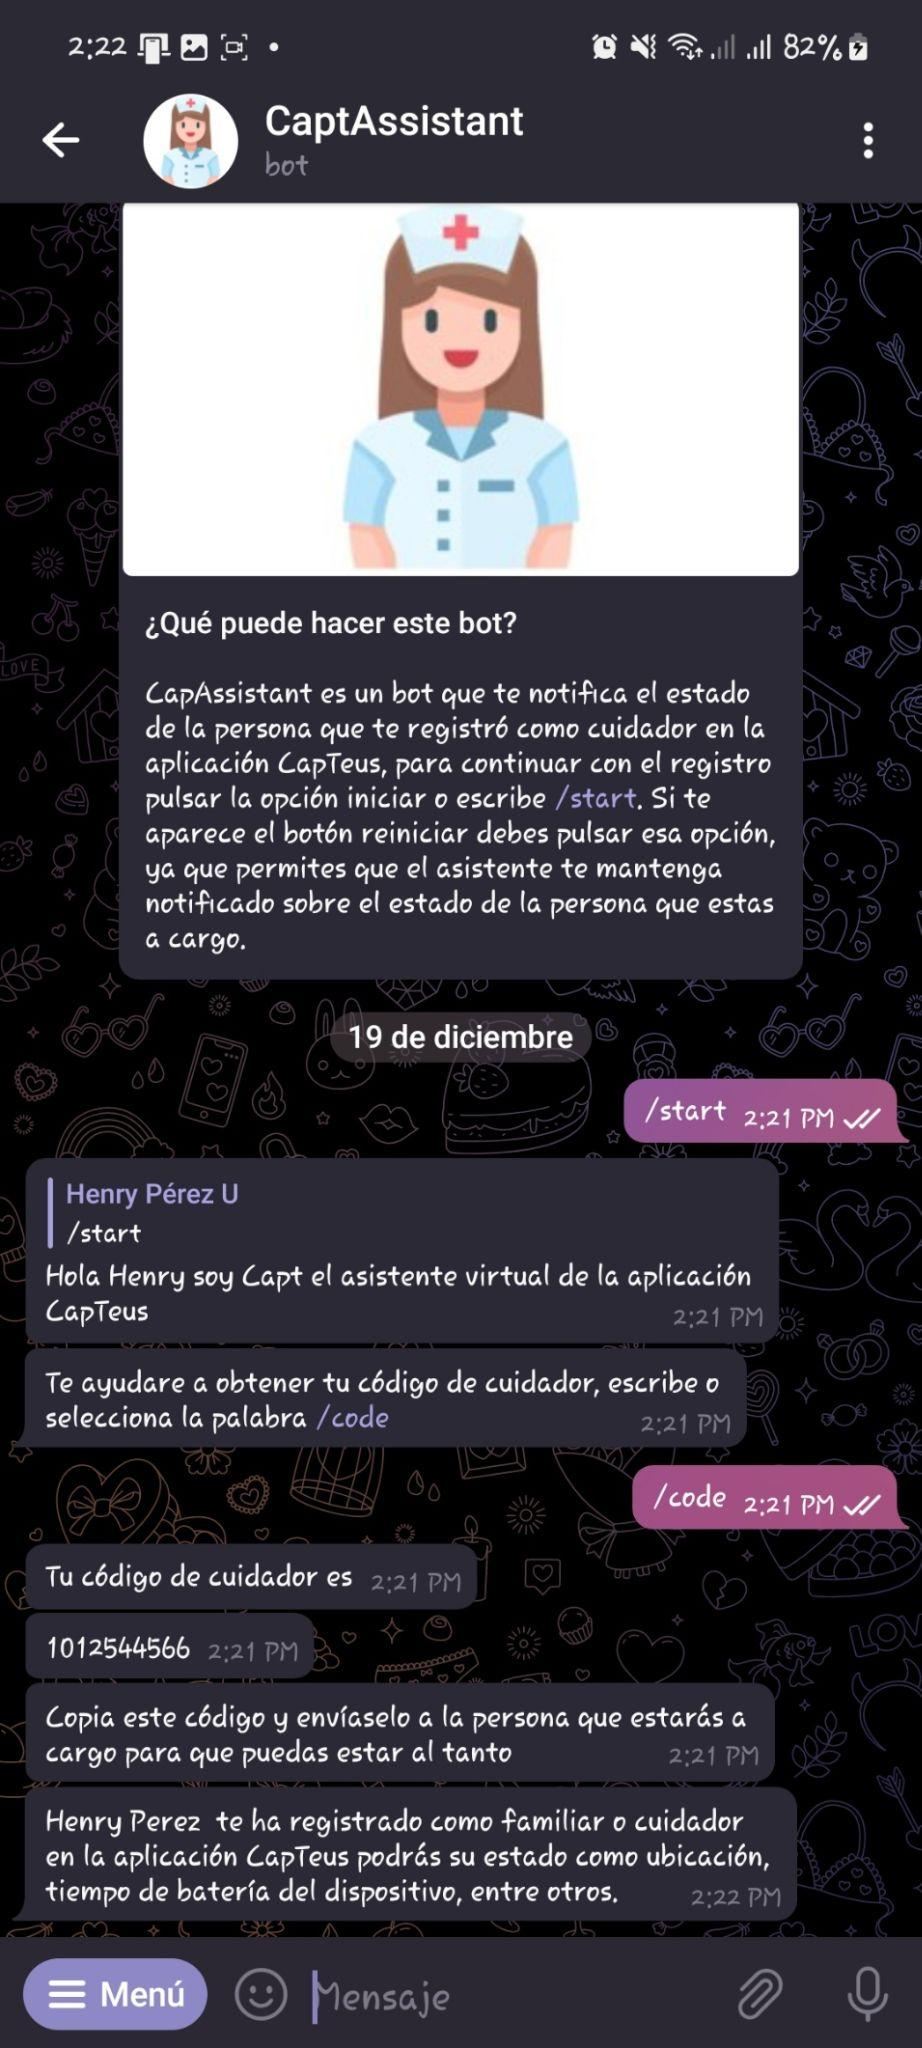 2:22
82%
CaptAssistant
bot
¿Qué puede hacer este bot?
CapAssistant es un bot que te notifica el estado
de la persona que te registró como cuidador en la
aplicación CapTeus, para continuar con el registro
pulsar la opción iniciar o escribe /start. Si te
aparece el botón reiniciar debes pulsar esa opción,
ya que permites que el asistente te mantenga
notificado sobre el estado de la persona que estas
a cargo.
19 de diciembre
/start 2:21 PM
Henry Pérez U
/start
Hola Henry soy Capt el asistente virtual de la aplicación
CapTeus 2:21 PM
Te ayudare a obtener tu código de cuidador, escribe o
selecciona la palabra /code 2:21 PM
/code 2:21 PM
Tu código de cuidador es 2:21 PM
1012544566 2:21 PM
Copia este código y envíaselo a la persona que estarás a
cargo para que puedas estar al tanto 2:21 PM
Henry Perez  te ha registrado como familiar o cuidador
en la aplicación CapTeus podrás su estado como ubicación,
tiempo de batería del dispositivo, entre otros. 2:22 PM
Menú
Mensaje